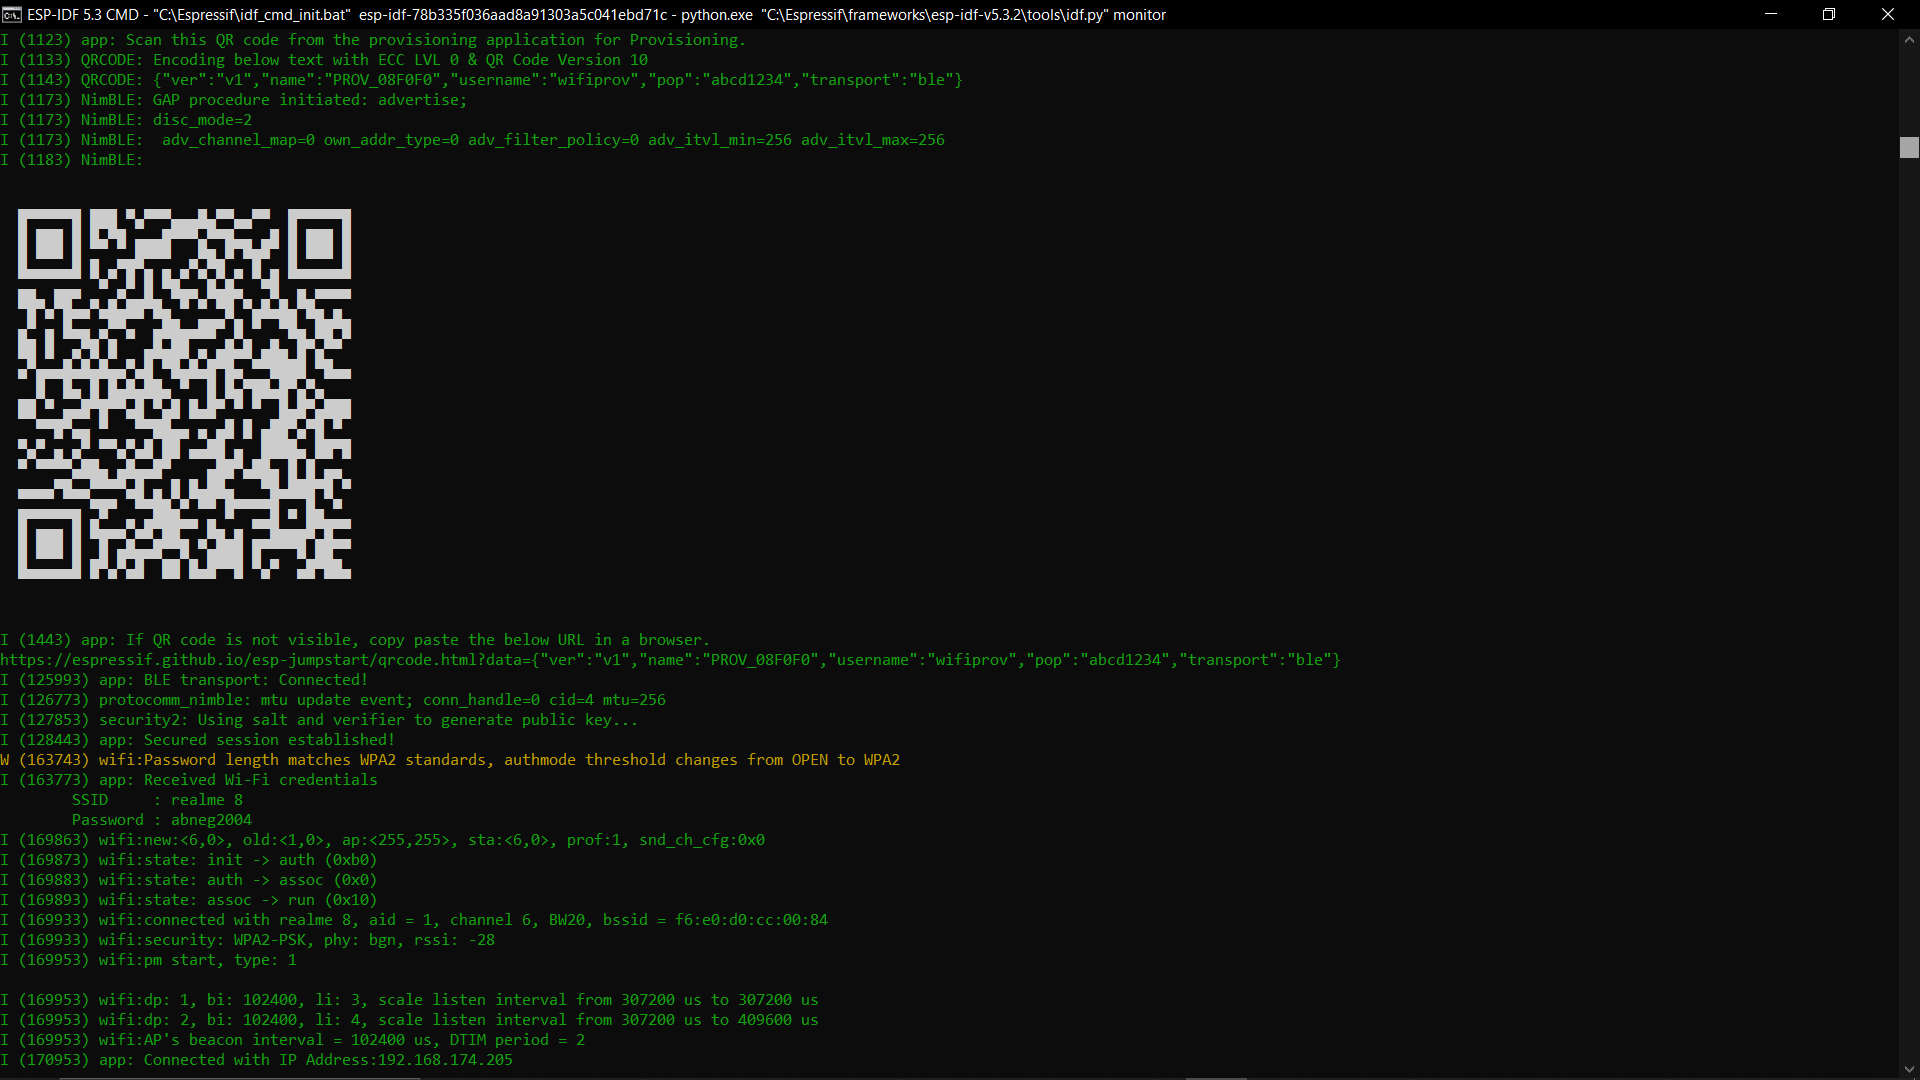 ESP-IDF 5.3 CMD - "C:\Espressif\idf_cmd_init.bat"  esp-idf-78b335f036aad8a91303a5c041ebd71c - python.exe  "C:\Espressif\frameworks\esp-idf-v5.3.2\tools\idf.py" monitor
I (1123) app: Scan this QR code from the provisioning application for Provisioning.
I (1133) QRCODE: Encoding below text with ECC LVL 0 & QR Code Version 10
I (1143) QRCODE: {"ver":"v1","name":"PROV_08F0F0","username":"wifiprov","pop":"abcd1234","transport":"ble"}
I (1173) NimBLE: GAP procedure initiated: advertise;
I (1173) NimBLE: disc_mode=2
I (1173) NimBLE:  adv_channel_map=0 own_addr_type=0 adv_filter_policy=0 adv_itvl_min=256 adv_itvl_max=256
I (1183) NimBLE:
I (1443) app: If QR code is not visible, copy paste the below URL in a browser.
https://espressif.github.io/esp-jumpstart/qrcode.html?data={"ver":"v1","name":"PROV_08F0F0","username":"wifiprov","pop":"abcd1234","transport":"ble"}
I (125993) app: BLE transport: Connected!
I (126773) protocomm_nimble: mtu update event; conn_handle=0 cid=4 mtu=256
I (127853) security2: Using salt and verifier to generate public key...
I (128443) app: Secured session established!
W (163743) wifi:Password length matches WPA2 standards, authmode threshold changes from OPEN to WPA2
I (163773) app: Received Wi-Fi credentials
        SSID     : realme 8
        Password : abneg2004
I (169863) wifi:new:<6,0>, old:<1,0>, ap:<255,255>, sta:<6,0>, prof:1, snd_ch_cfg:0x0
I (169873) wifi:state: init -> auth (0xb0)
I (169883) wifi:state: auth -> assoc (0x0)
I (169893) wifi:state: assoc -> run (0x10)
I (169933) wifi:connected with realme 8, aid = 1, channel 6, BW20, bssid = f6:e0:d0:cc:00:84
I (169933) wifi:security: WPA2-PSK, phy: bgn, rssi: -28
I (169953) wifi:pm start, type: 1
I (169953) wifi:dp: 1, bi: 102400, li: 3, scale listen interval from 307200 us to 307200 us
I (169953) wifi:dp: 2, bi: 102400, li: 4, scale listen interval from 307200 us to 409600 us
I (169953) wifi:AP's beacon interval = 102400 us, DTIM period = 2
I (170953) app: Connected with IP Address:192.168.174.205